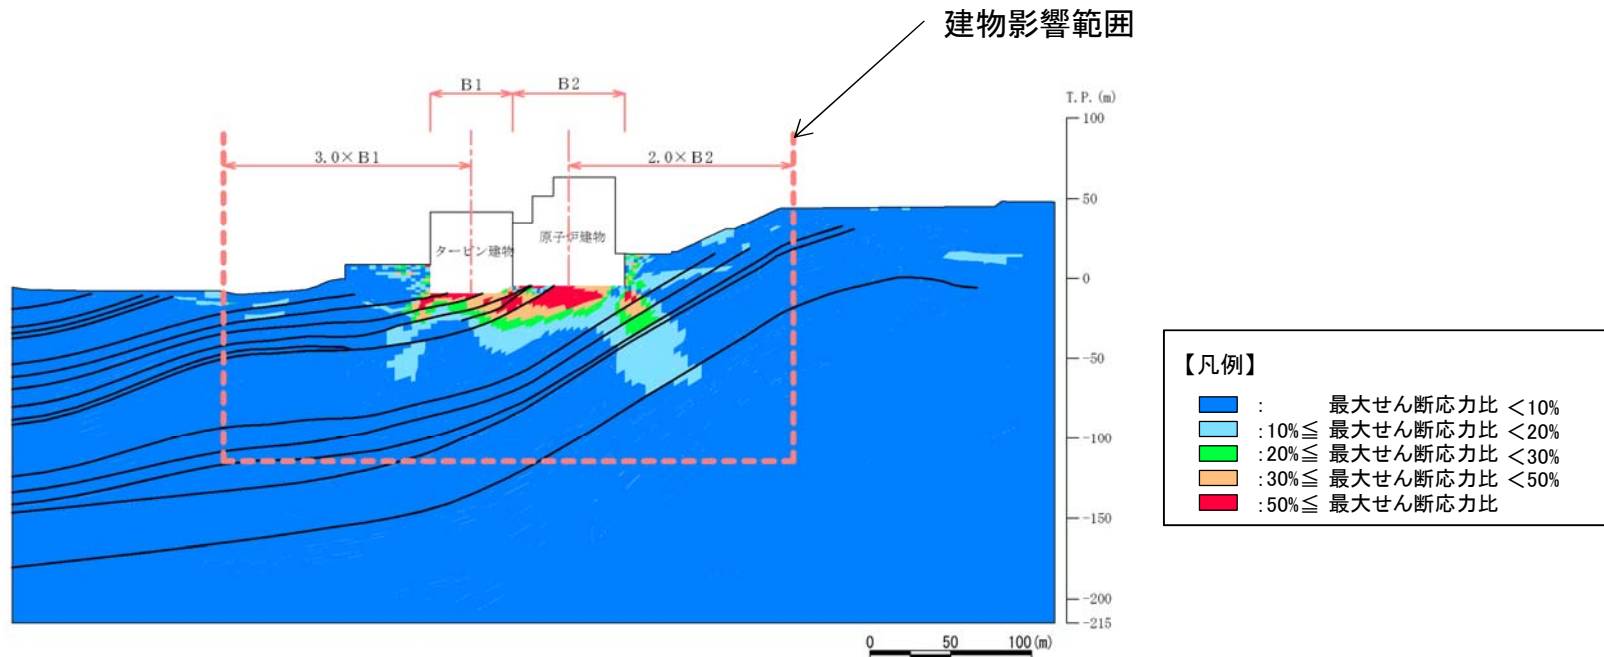 建物影響範囲
B1
B2
T.P.(m)
100
3.0×B1
2.0×B2
50
タービン建物
原子炉建物
0
-50
【凡例】
: 最大せん断応力比 <10%
:10%≦ 最大せん断応力比 <20%
:20%≦ 最大せん断応力比 <30%
:30%≦ 最大せん断応力比 <50%
:50%≦ 最大せん断応力比
-100
-150
-200
-215
0 50 100(m)